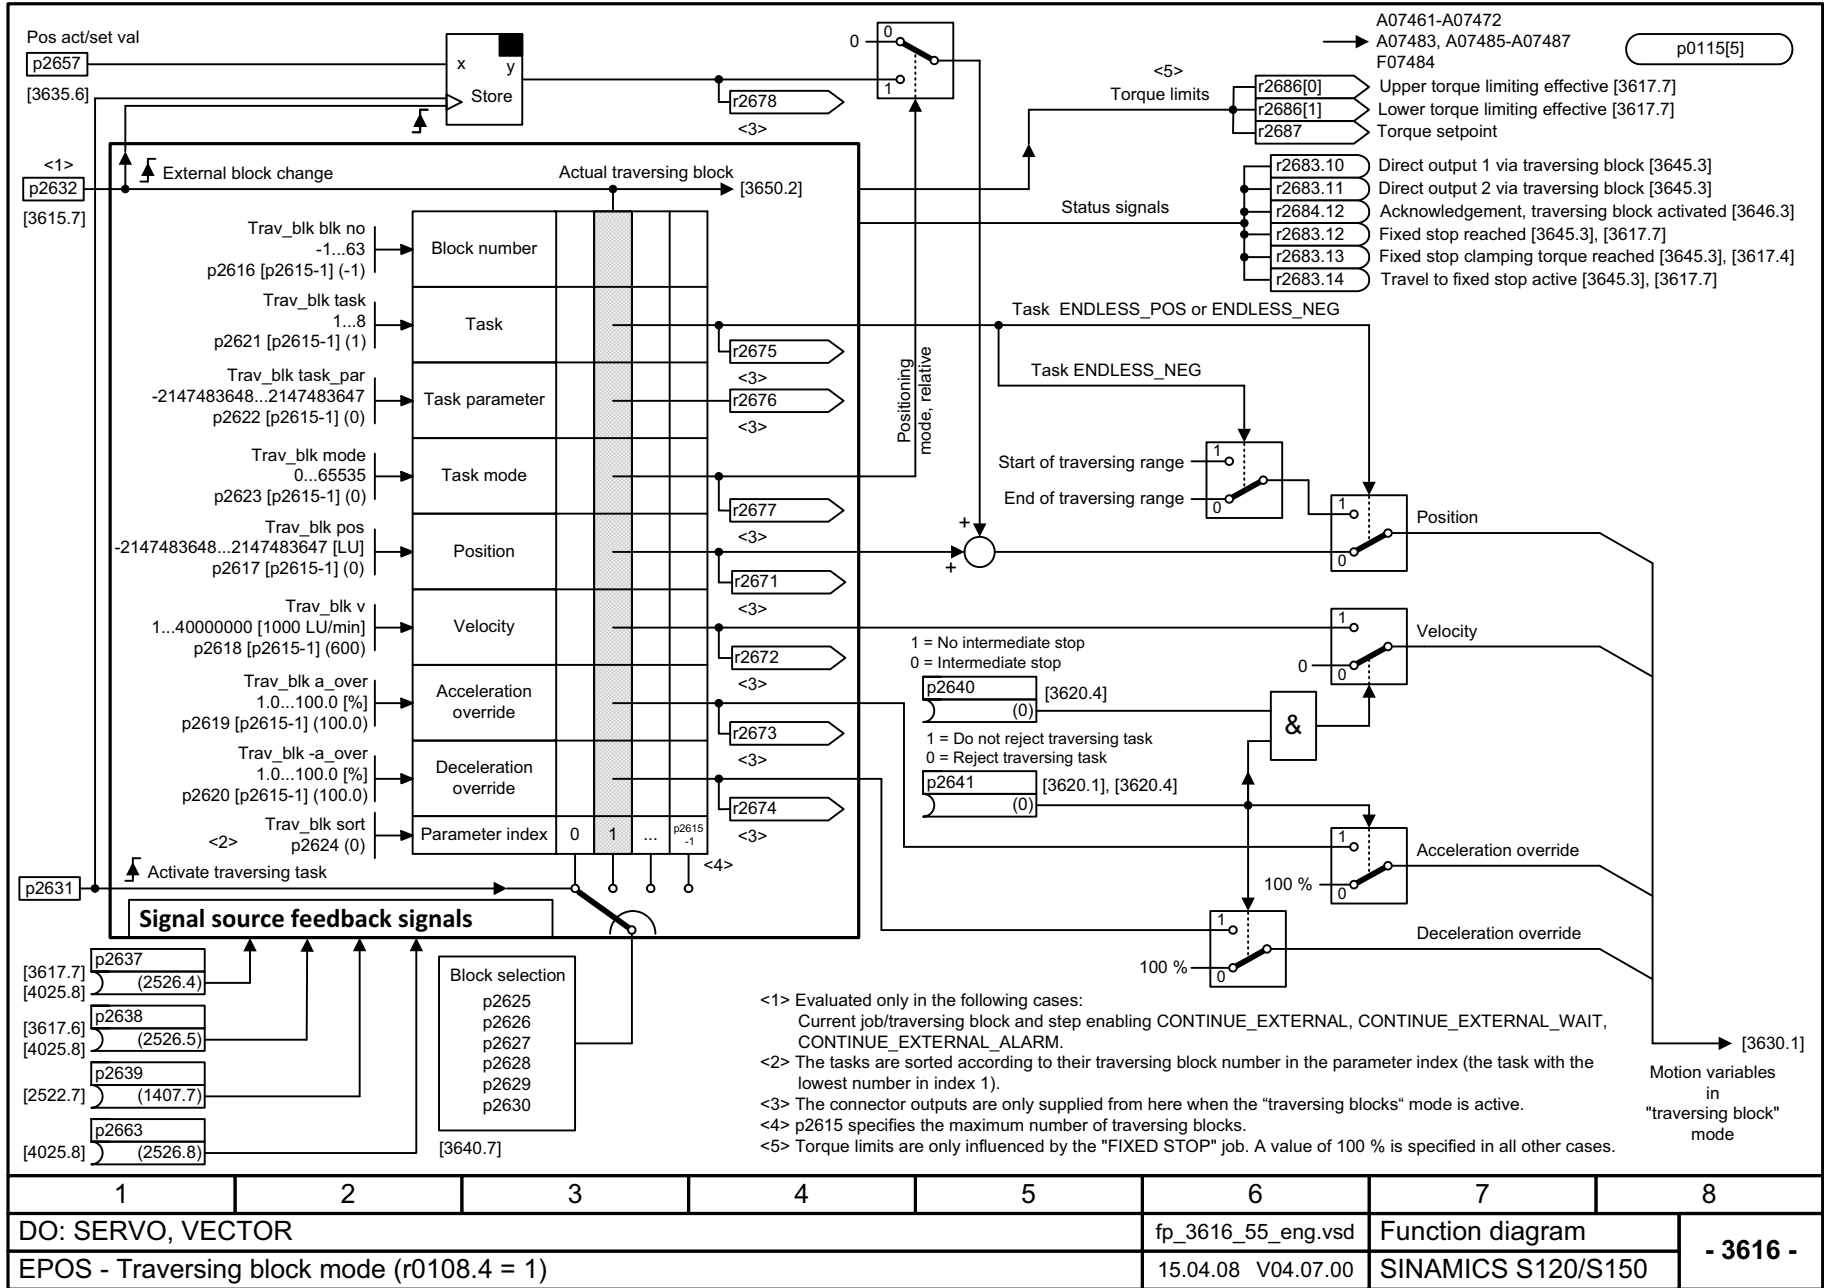 Pos act/set val
p2657
[3635.6]
x
y
Store
0
0
1
r2678
<3>
A07461-A07472
A07483, A07485-A07487
F07484
p0115[5]
<5>
Torque limits
r2686[0]
Upper torque limiting effective [3617.7]
r2686[1]
Lower torque limiting effective [3617.7]
r2687
Torque setpoint
<1>
p2632
[3615.7]
External block change
Actual traversing block
[3650.2]
Status signals
r2683.10
Direct output 1 via traversing block [3645.3]
r2683.11
Direct output 2 via traversing block [3645.3]
r2684.12
Acknowledgement, traversing block activated [3646.3]
r2683.12
Fixed stop reached [3645.3], [3617.7]
r2683.13
Fixed stop clamping torque reached [3645.3], [3617.4]
r2683.14
Travel to fixed stop active [3645.3], [3617.7]
Trav_blk blk no
-1...63
p2616 [p2615-1] (-1)
Block number
Trav_blk task
1...8
p2621 [p2615-1] (1)
Task
r2675
<3>
Task ENDLESS_POS or ENDLESS_NEG
Task ENDLESS_NEG
Trav_blk task_par
-2147483648...2147483647
p2622 [p2615-1] (0)
Task parameter
r2676
<3>
Positioning
mode, relative
Trav_blk mode
0...65535
p2623 [p2615-1] (0)
Task mode
r2677
<3>
Start of traversing range
End of traversing range
1
0
1
0
Position
Trav_blk pos
-2147483648...2147483647 [LU]
p2617 [p2615-1] (0)
Position
r2671
<3>
+
+
Trav_blk v
1...40000000 [1000 LU/min]
p2618 [p2615-1] (600)
Velocity
r2672
<3>
1
0
0
Velocity
1 = No intermediate stop
0 = Intermediate stop
p2640
(0)
[3620.4]
&
Trav_blk a_over
1.0...100.0 [%]
p2619 [p2615-1] (100.0)
Acceleration
override
r2673
<3>
1 = Do not reject traversing task
0 = Reject traversing task
p2641
(0)
[3620.1], [3620.4]
Trav_blk -a_over
1.0...100.0 [%]
p2620 [p2615-1] (100.0)
Deceleration
override
r2674
<3>
1
100 %
0
Acceleration override
<2>
Trav_blk sort
p2624 (0)
Parameter index
0
1
...
p2615
-1
<4>
p2631
Activate traversing task
Signal source feedback signals
1
100 %
0
Deceleration override
p2637
[3617.7]
[4025.8]
(2526.4)
p2638
[3617.6]
[4025.8]
(2526.5)
p2639
[2522.7]
(1407.7)
p2663
[4025.8]
(2526.8)
Block selection
p2625
p2626
p2627
p2628
p2629
p2630
[3640.7]
<1> Evaluated only in the following cases:
Current job/traversing block and step enabling CONTINUE_EXTERNAL, CONTINUE_EXTERNAL_WAIT,
CONTINUE_EXTERNAL_ALARM.
<2> The tasks are sorted according to their traversing block number in the parameter index (the task with the
lowest number in index 1).
<3> The connector outputs are only supplied from here when the “traversing blocks“ mode is active.
<4> p2615 specifies the maximum number of traversing blocks.
<5> Torque limits are only influenced by the "FIXED STOP" job. A value of 100 % is specified in all other cases.
[3630.1]
Motion variables
in
"traversing block"
mode
1 2 3 4 5 6 7 8
DO: SERVO, VECTOR
fp_3616_55_eng.vsd
Function diagram
- 3616 -
EPOS - Traversing block mode (r0108.4 = 1)
15.04.08 V04.07.00
SINAMICS S120/S150